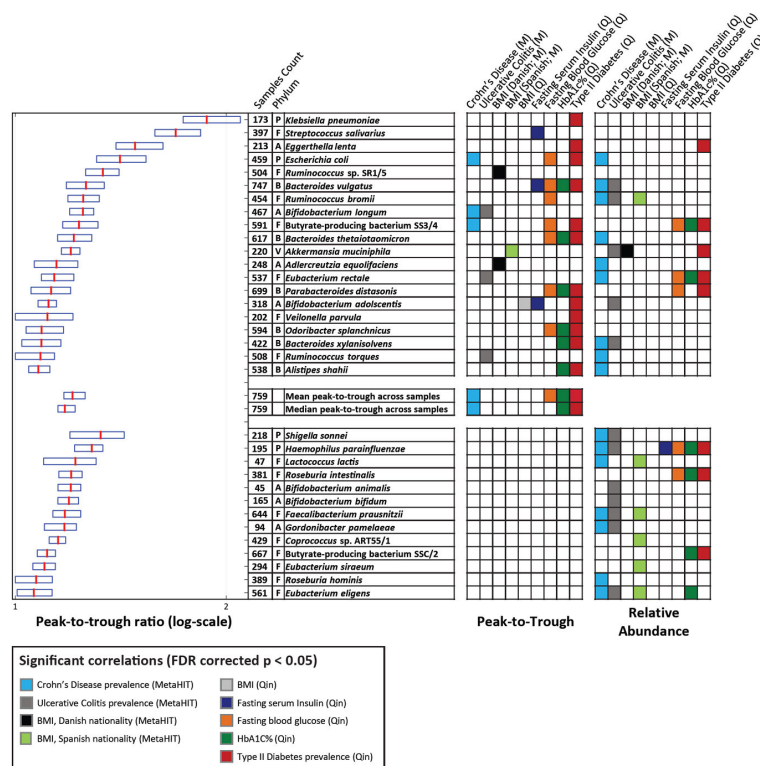 Samples Count
Phylum
Crohn's Disease (M)
Ulcerative Colitis (M)
BMI (Danish; M)
BMI (Spanish; M)
BMI (Q)
Fasting Serum Insulin (Q)
Fasting Blood Glucose (Q)
HbA1c% (Q)
Type II Diabetes (Q)
Crohn's Disease (M)
Ulcerative Colitis (M)
BMI (Danish; M)
BMI (Spanish; M)
BMI (Q)
Fasting Serum Insulin (Q)
Fasting Blood Glucose (Q)
HbA1c% (Q)
Type II Diabetes (Q)
173 P Klebsiella pneumoniae
397 F Streptococcus salivarius
213 A Eggerthella lenta
459 P Escherichia coli
504 F Ruminococcus sp. SR1/5
747 B Bacteroides vulgatus
454 F Ruminococcus bromii
467 A Bifidobacterium longum
591 F Butyrate-producing bacterium SS3/4
617 B Bacteroides thetaiotaomicron
220 V Akkermansia muciniphila
248 A Adlercreutzia equolifaciens
537 F Eubacterium rectale
699 B Parabacteroides distasonis
318 A Bifidobacterium adolescentis
202 F Veilonella parvula
594 B Odoribacter splanchnicus
422 B Bacteroides xylanisolvens
508 F Ruminococcus torques
538 B Alistipes shahii
759 Mean peak-to-trough across samples
759 Median peak-to-trough across samples
218 P Shigella sonnei
195 P Haemophilus parainfluenzae
47 F Lactococcus lactis
381 F Roseburia intestinalis
45 A Bifidobacterium animalis
165 A Bifidobacterium bifidum
644 F Faecalibacterium prausnitzii
94 A Gordonibacter pamelaeae
429 F Coprococcus sp. ART55/1
667 F Butyrate-producing bacterium SSC/2
294 F Eubacterium siraeum
389 F Roseburia hominis
561 F Eubacterium eligens
1 2
Peak-to-trough ratio (log-scale)
Peak-to-Trough
Relative
Abundance
Significant correlations (FDR corrected p < 0.05)
Crohn's Disease prevalence (MetaHIT)
Ulcerative Colitis prevalence (MetaHIT)
BMI, Danish nationality (MetaHIT)
BMI, Spanish nationality (MetaHIT)
BMI (Qin)
Fasting serum Insulin (Qin)
Fasting blood glucose (Qin)
HbA1C% (Qin)
Type II Diabetes prevalence (Qin)